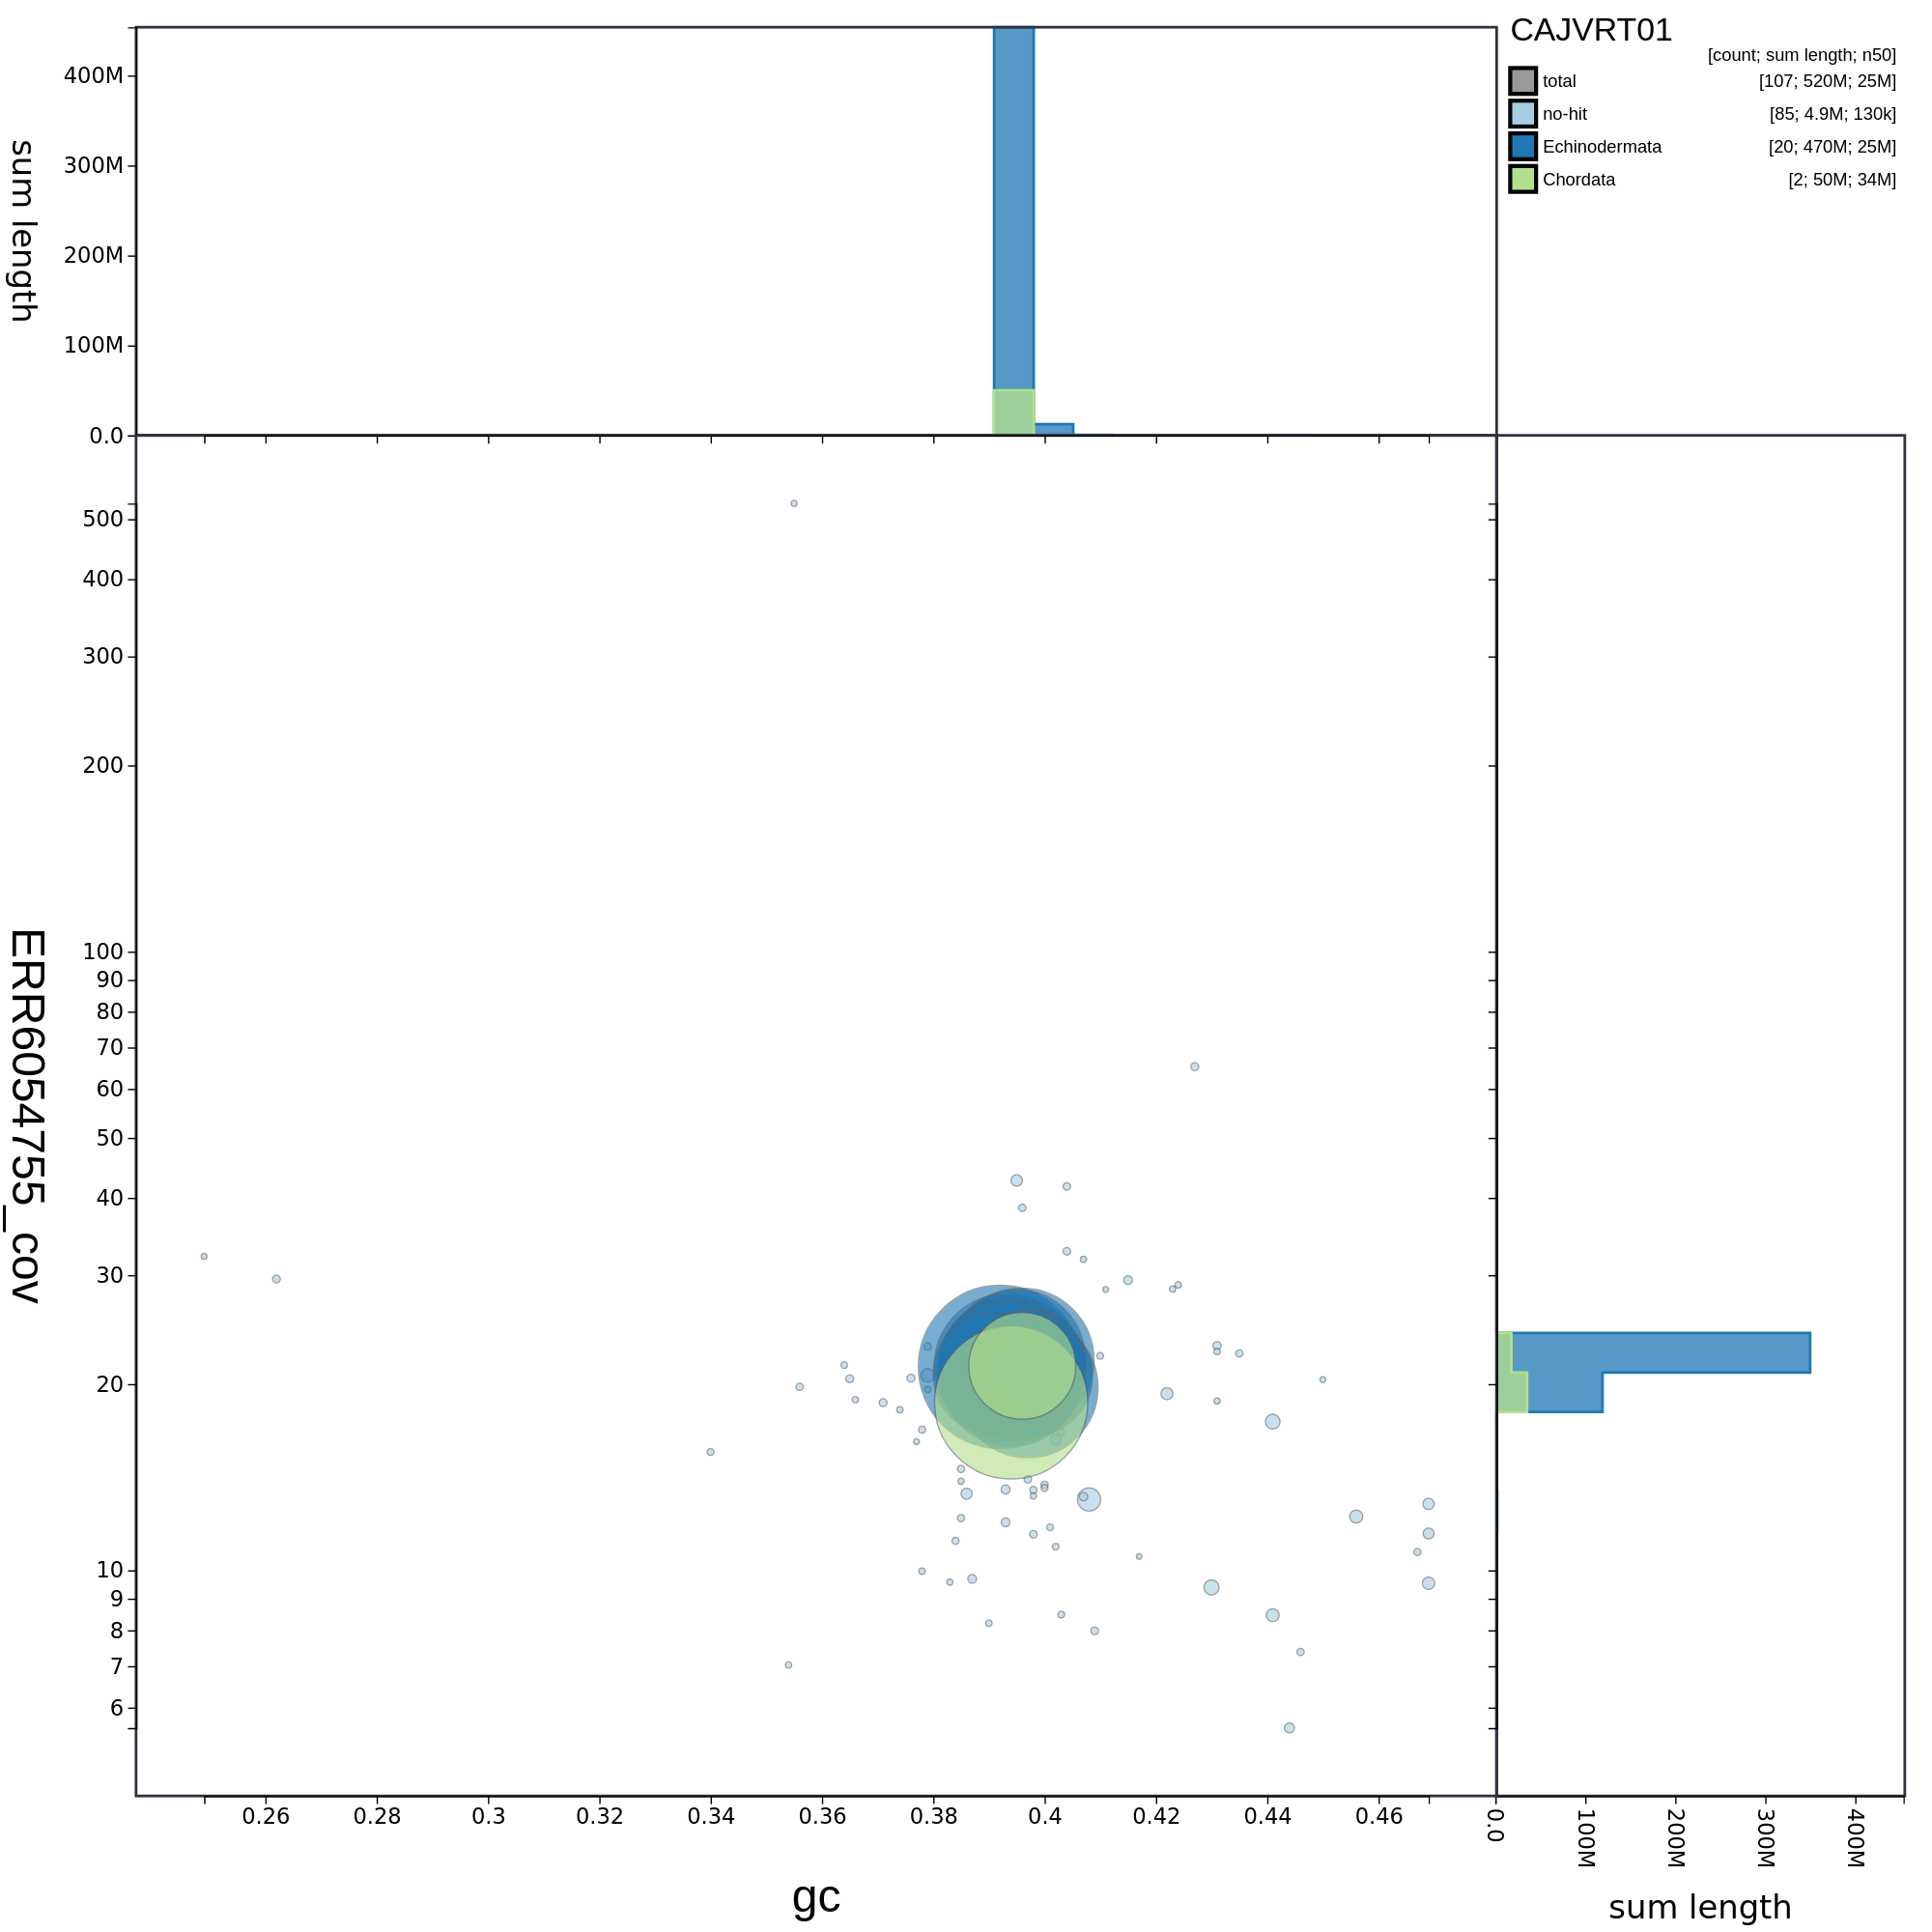 CAJVRT01
[count; sum length; n50]
total [107; 520M; 25M]
no-hit [85; 4.9M; 130k]
Echinodermata [20; 470M; 25M]
Chordata [2; 50M; 34M]
sum length
400M
300M
200M
100M
0.0
ERR6054755_cov
500
400
300
200
100
90
80
70
60
50
40
30
20
10
9
8
7
6
0.26 0.28 0.3 0.32 0.34 0.36 0.38 0.4 0.42 0.44 0.46
gc
0.0 100M 200M 300M 400M
sum length